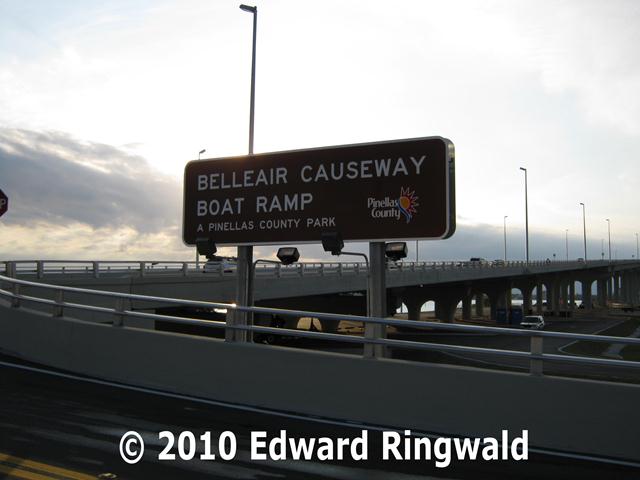 BELLEAIR CAUSEWAY
BOAT RAMP
A PINELLAS COUNTY PARK
Pinellas
County
© 2010 Edward Ringwald